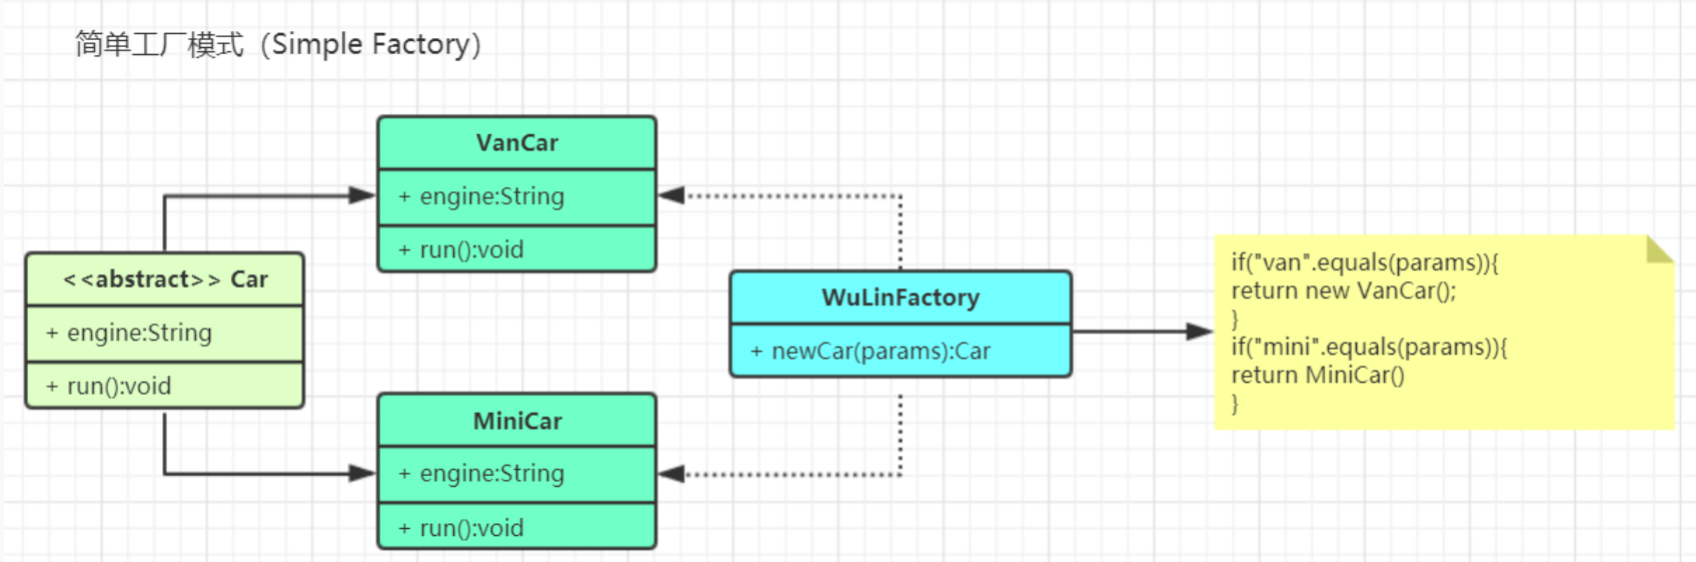 简单工厂模式（Simple Factory）
VanCar
+ engine:String
+ run():void
<<abstract>> Car
+ engine:String
+ run():void
MiniCar
+ engine:String
+ run():void
WuLinFactory
+ newCar(params):Car
if("van".equals(params)){
return new VanCar();
}
if("mini".equals(params)){
return MiniCar()
}